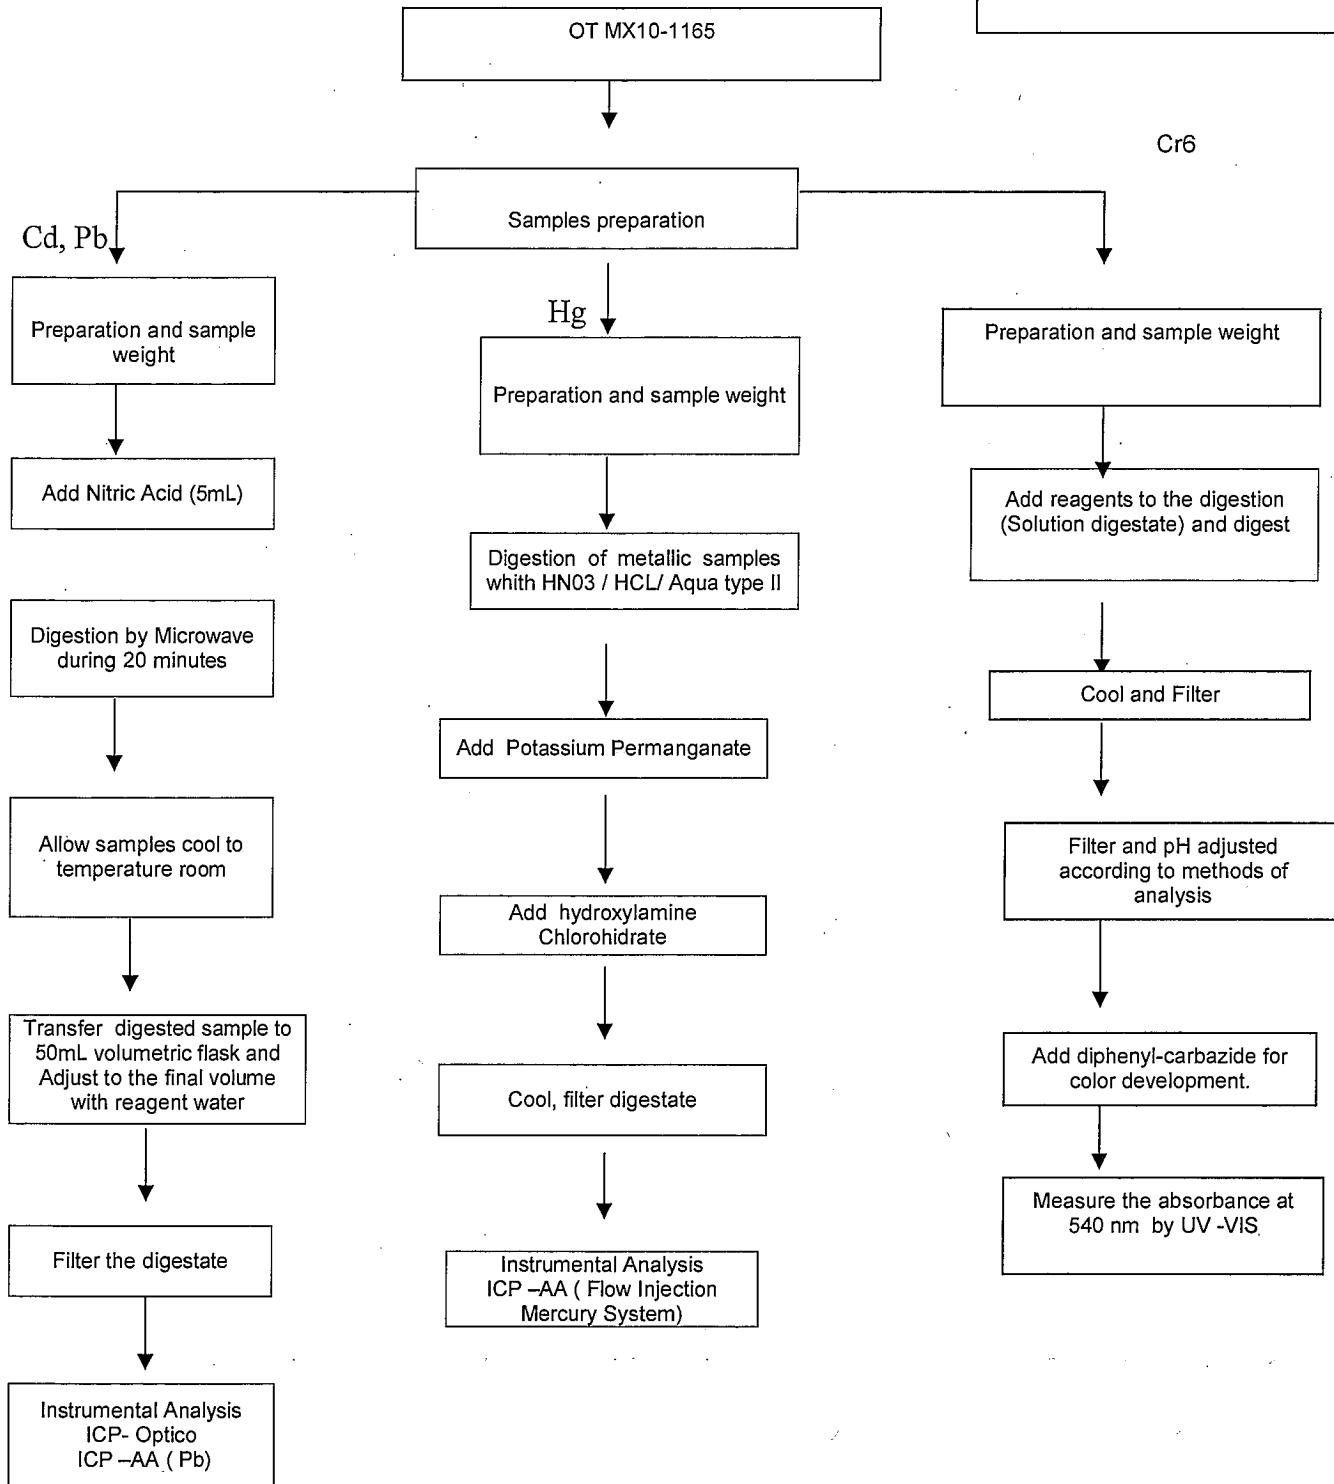 OT MX10-1165
Cr6
Samples preparation
Cd, Pb
Preparation and sample
weight
Add Nitric Acid (5mL)
Digestion by Microwave
during 20 minutes
Allow samples cool to
temperature room
Transfer digested sample to
50mL volumetric flask and
Adjust to the final volume
with reagent water
Filter the digestate
Instrumental Analysis
ICP- Optico
ICP –AA ( Pb)
Hg
Preparation and sample weight
Digestion of metallic samples
whith HN03 / HCL/ Aqua type II
Add Potassium Permanganate
Add hydroxylamine
Chlorohidrate
Cool, filter digestate
Instrumental Analysis
ICP –AA ( Flow Injection
Mercury System)
Preparation and sample weight
Add reagents to the digestion
(Solution digestate) and digest
Cool and Filter
Filter and pH adjusted
according to methods of
analysis
Add diphenyl-carbazide for
color development.
Measure the absorbance at
540 nm by UV -VIS